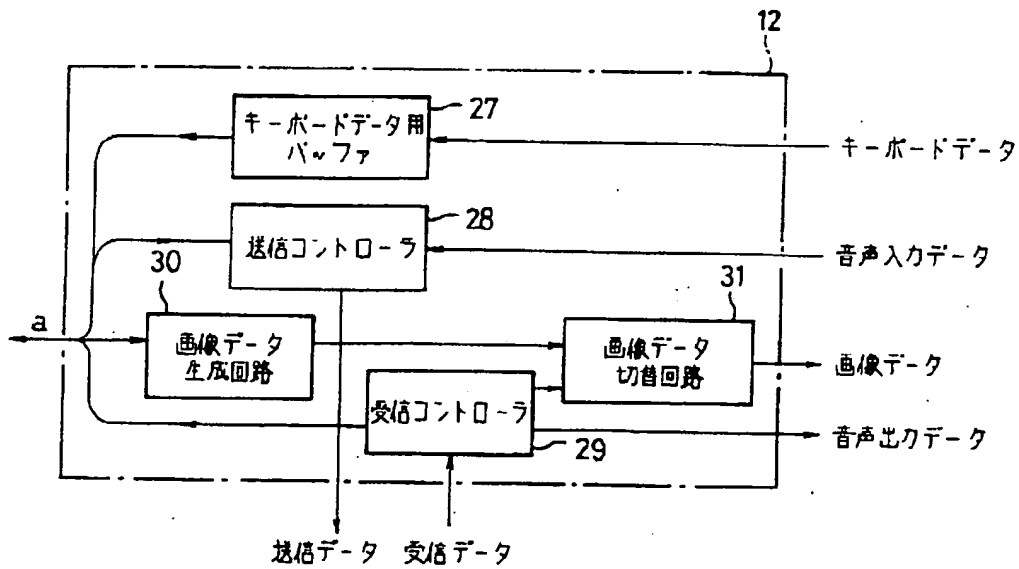 12
キーボードデータ用
バッファ
27
キーボードデータ
送信コントローラ
28
音声入力データ
30
31
a
画像データ
生成回路
画像データ
切替回路
画像データ
受信コントローラ
29
音声出力データ
送信データ
受信データ